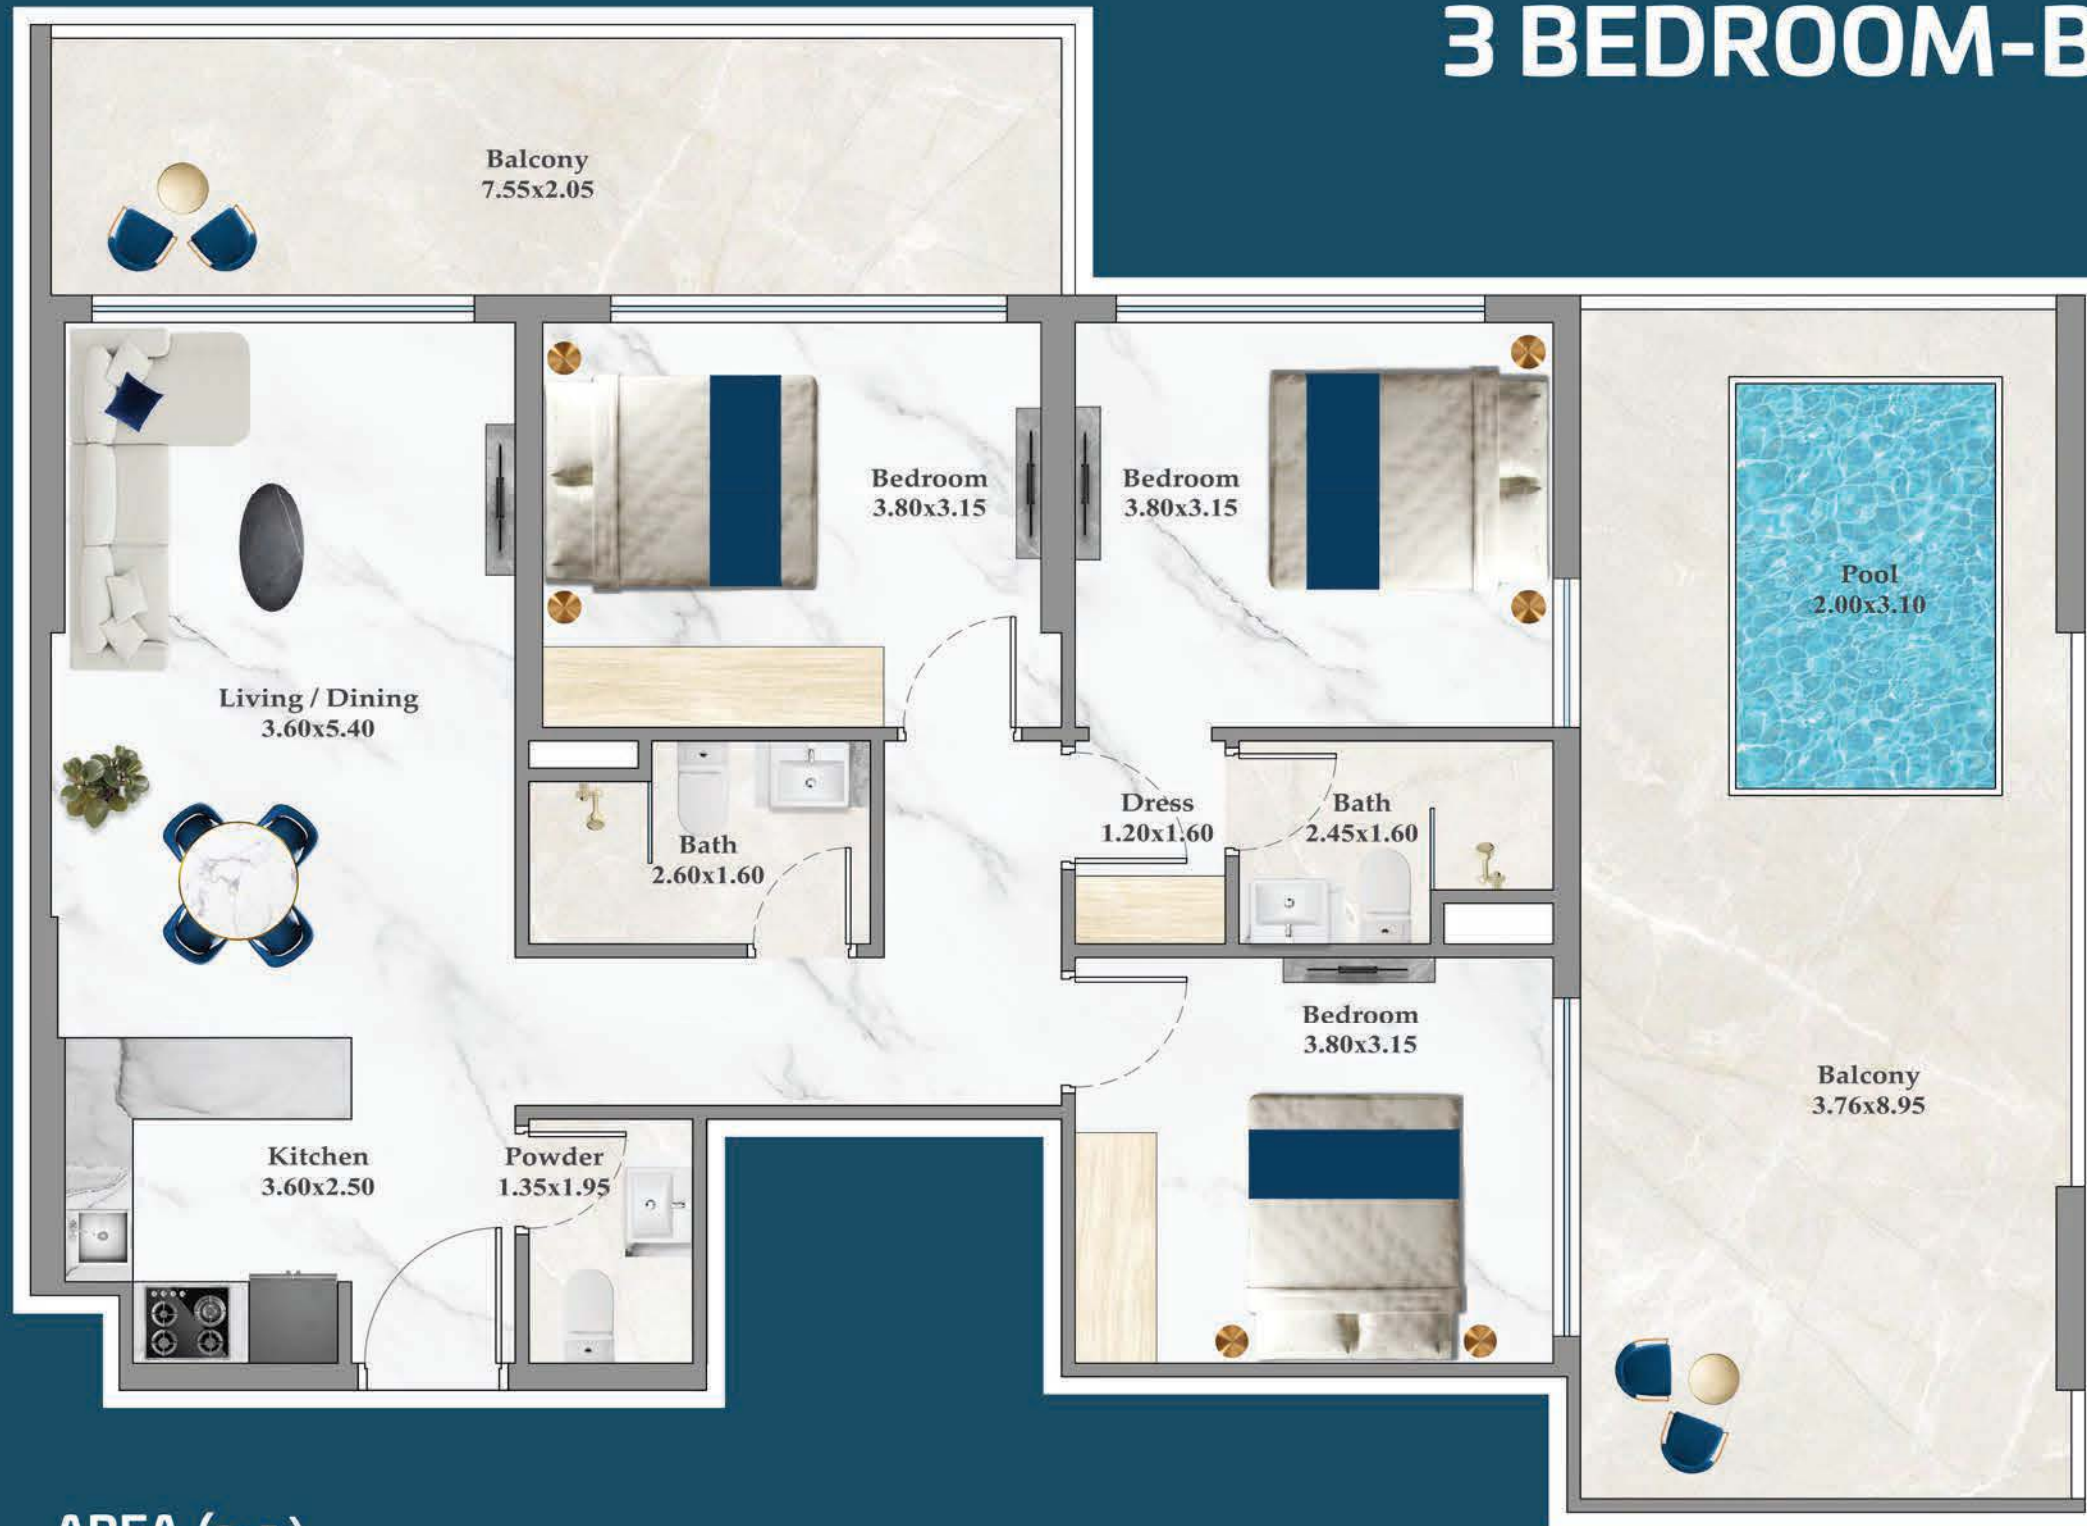 3 BEDROOM-B
Balcony
7.55x2.05
Bedroom
3.80x3.15
Bedroom
3.80x3.15
Pool
2.00x3.10
Living / Dining
3.60x5.40
Dress
1.20x1.60
Bath
2.45x1.60
Bath
2.60x1.60
Bedroom
3.80x3.15
Balcony
3.76x8.95
Kitchen
3.60x2.50
Powder
1.35x1.95
AREA